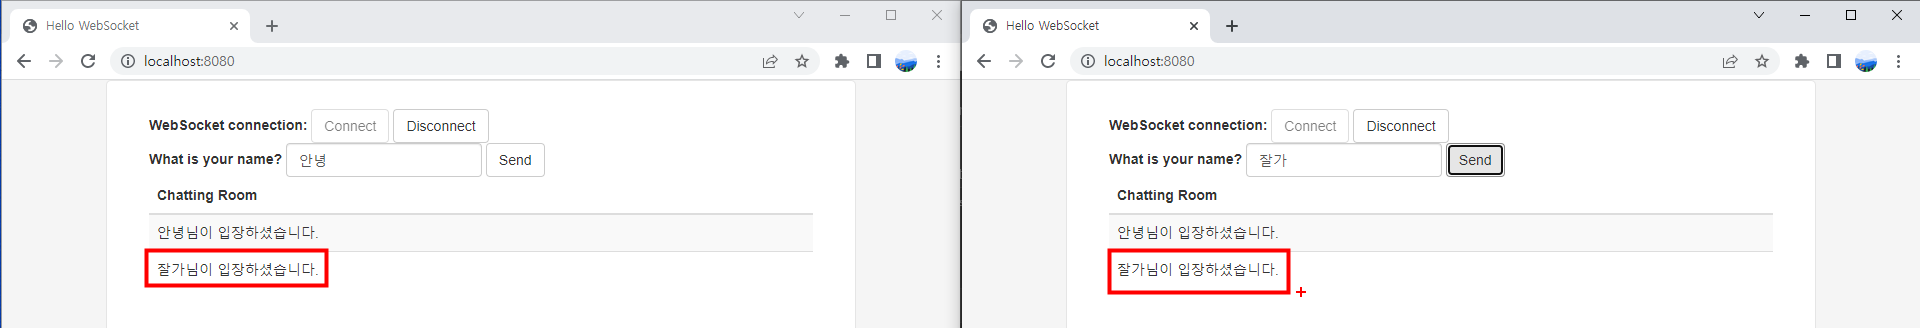 Hello WebSocket
localhost:8080
WebSocket connection: Connect Disconnect
What is your name? 안녕 Send
Chatting Room
안녕님이 입장하셨습니다.
잘가님이 입장하셨습니다.
Hello WebSocket
localhost:8080
WebSocket connection: Connect Disconnect
What is your name? 잘가 Send
Chatting Room
안녕님이 입장하셨습니다.
잘가님이 입장하셨습니다.